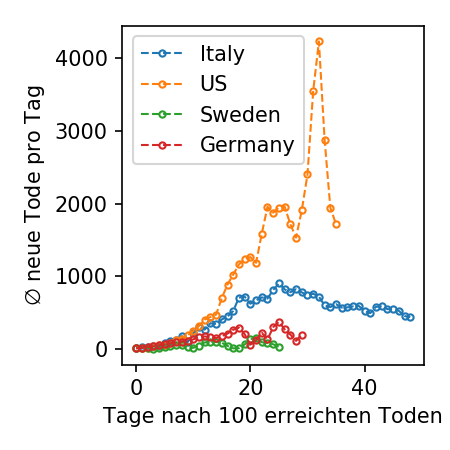 ∅ neue Tode pro Tag
4000
3000
2000
1000
0
Italy
US
Sweden
Germany
0
20
40
Tage nach 100 erreichten Toden